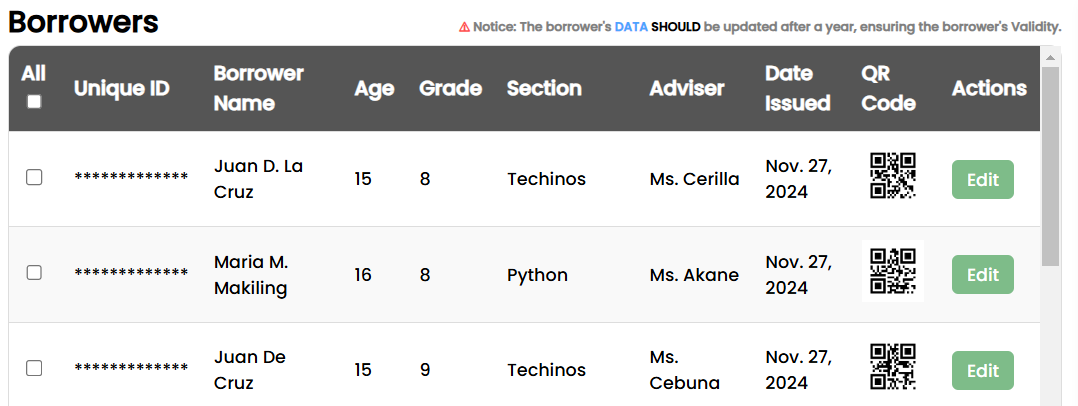 Borrowers
⚠ Notice: The borrower's DATA SHOULD be updated after a year, ensuring the borrower's Validity.
All Unique ID Borrower Name Age Grade Section Adviser Date Issued QR Code Actions
************* Juan D. La Cruz 15 8 Techinos Ms. Cerilla Nov. 27, 2024 Edit
************* Maria M. Makiling 16 8 Python Ms. Akane Nov. 27, 2024 Edit
************* Juan De Cruz 15 9 Techinos Ms. Cebuna Nov. 27, 2024 Edit